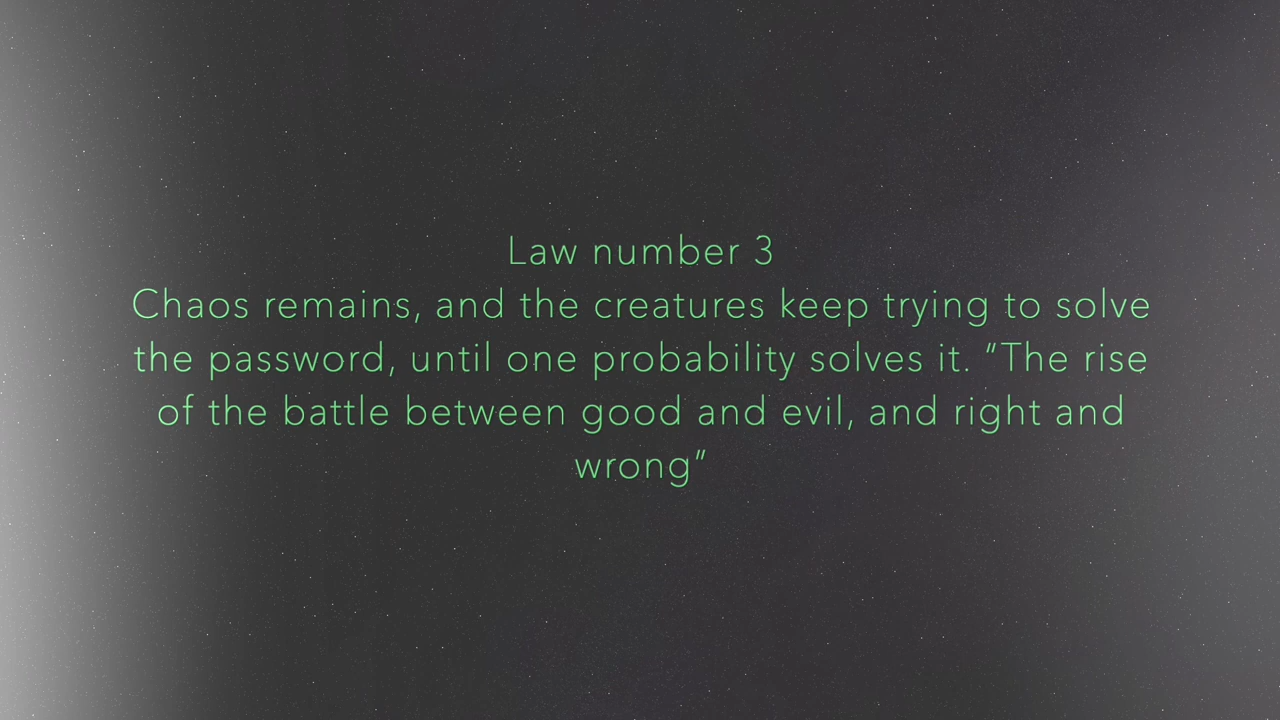 Law number 3
Chaos remains, and the creatures keep trying to solve
the password, until one probability solves it. “The rise
of the battle between good and evil, and right and
wrong”